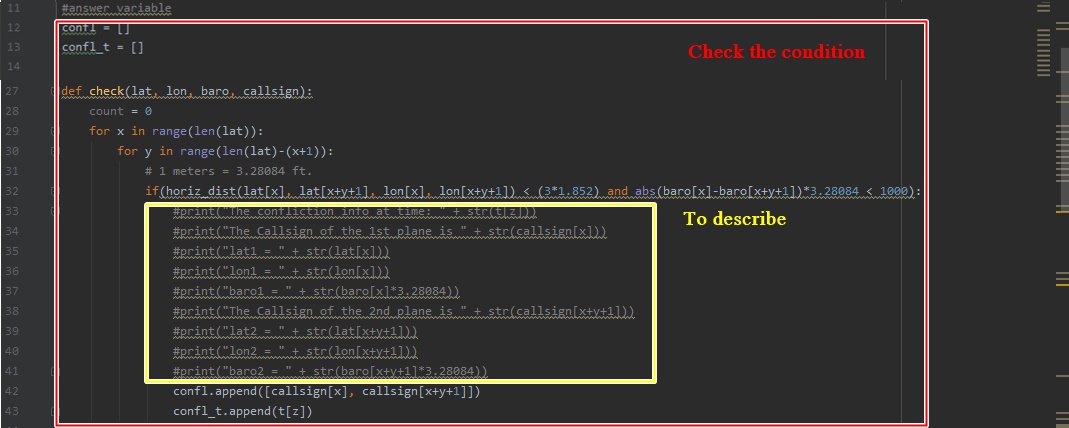 11 #answer variable
12 confl = []
13 confl_t = []
Check the condition
14
27 def check(lat, lon, baro, callsign):
28 count = 0
29 for x in range(len(lat)):
30 for y in range(len(lat)-(x+1)):
31 # 1 meters = 3.28084 ft.
32 if(horiz_dist(lat[x], lat[x+y+1], lon[x], lon[x+y+1]) < (3*1.852) and abs(baro[x]-baro[x+y+1])*3.28084 < 1000):
33 #print("The confliction info at time: " + str(t[z]))
To describe
34 #print("The Callsign of the 1st plane is " + str(callsign[x]))
35 #print("lat1 = " + str(lat[x]))
36 #print("lon1 = " + str(lon[x]))
37 #print("baro1 = " + str(baro[x]*3.28084))
38 #print("The Callsign of the 2nd plane is " + str(callsign[x+y+1]))
39 #print("lat2 = " + str(lat[x+y+1]))
40 #print("lon2 = " + str(lon[x+y+1]))
41 #print("baro2 = " + str(baro[x+y+1]*3.28084))
42 confl.append([callsign[x], callsign[x+y+1]])
43 confl_t.append(t[z])